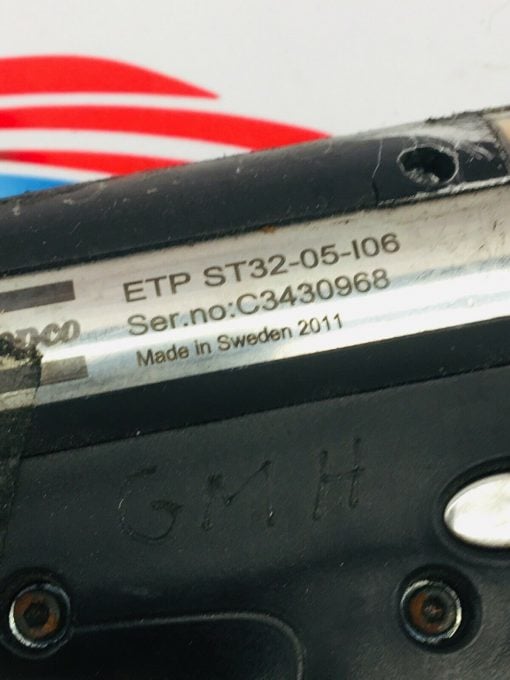 ETP ST32-05-I06
Ser.no:C3430968
Made in Sweden 2011
GMH